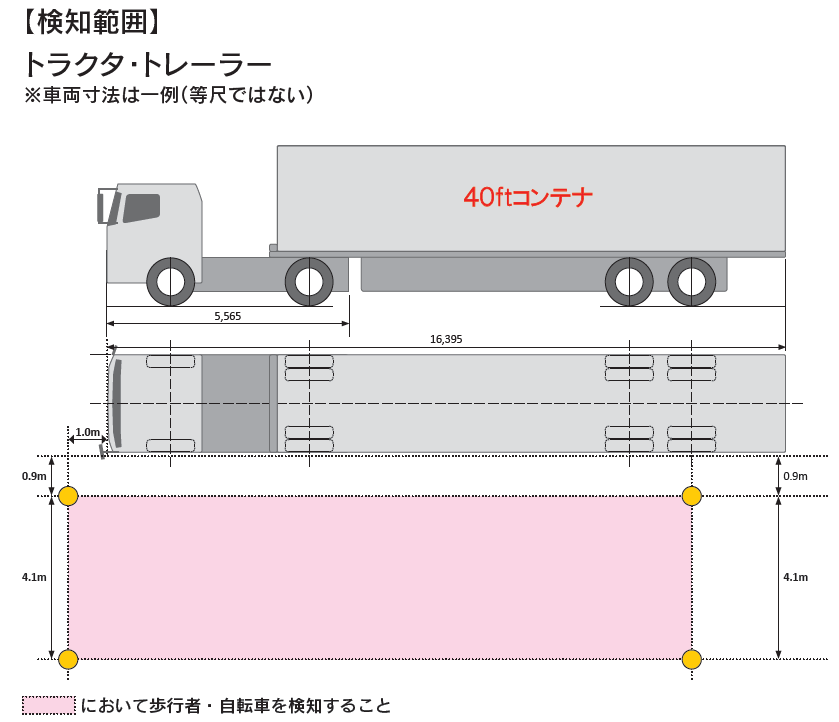 【検知範囲】
トラクタ・トレーラー
※車両寸法は一例(等尺ではない)
40ftコンテナ
5,565
16,395
1.0m
0.9m
0.9m
4.1m
4.1m
において歩行者・自転車を検知すること